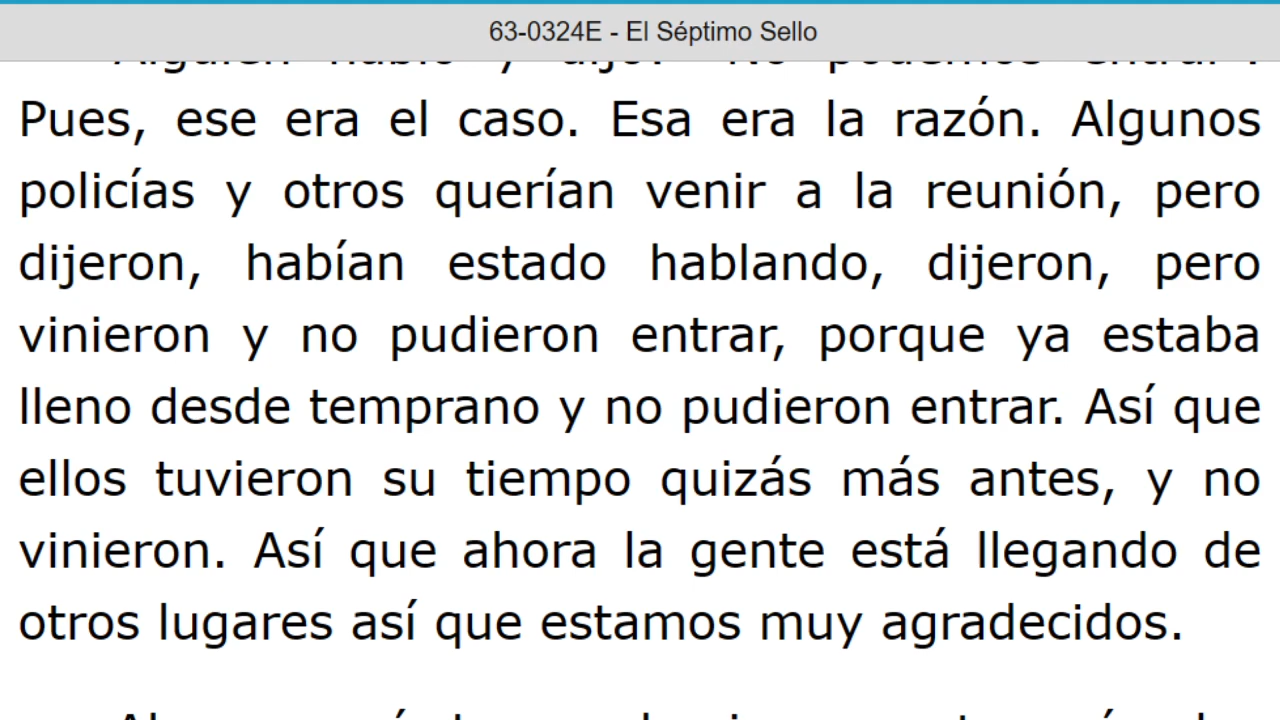 63-0324E - El Séptimo Sello
Pues, ese era el caso. Esa era la razón. Algunos
policías y otros querían venir a la reunión, pero
dijeron, habían estado hablando, dijeron, pero
vinieron y no pudieron entrar, porque ya estaba
lleno desde temprano y no pudieron entrar. Así que
ellos tuvieron su tiempo quizás más antes, y no
vinieron. Así que ahora la gente está llegando de
otros lugares así que estamos muy agradecidos.